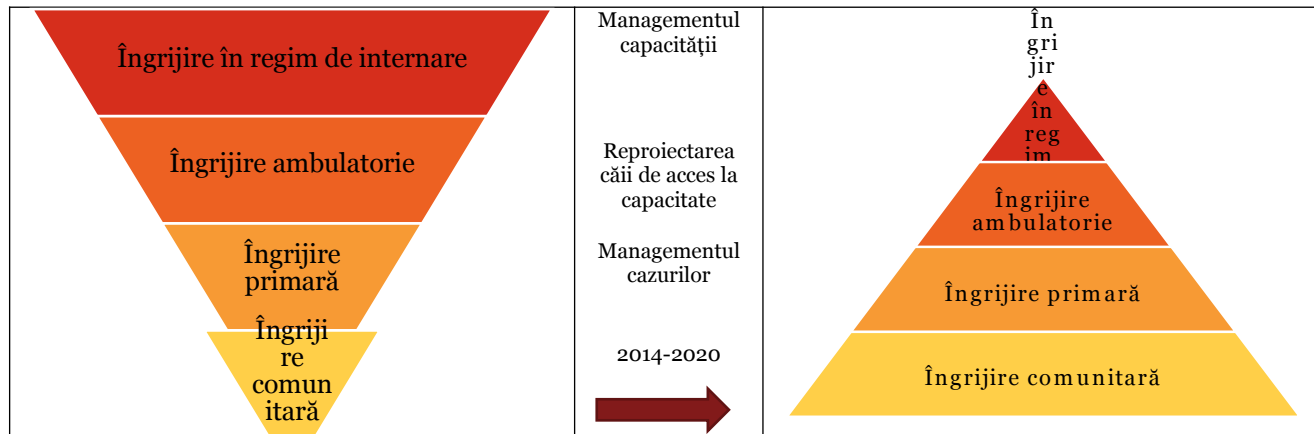 Îngrijire în regim de internare
Îngrijire ambulatorie
Îngrijire
primară
Îngriji
re
comun
itară
Managementul
capacității
Reproiectarea
căii de acces la
capacitate
Managementul
cazurilor
2014-2020
În
gri
jir
e
în
reg
im
Îngrijire
ambulatorie
Îngrijire primară
Îngrijire comunitară